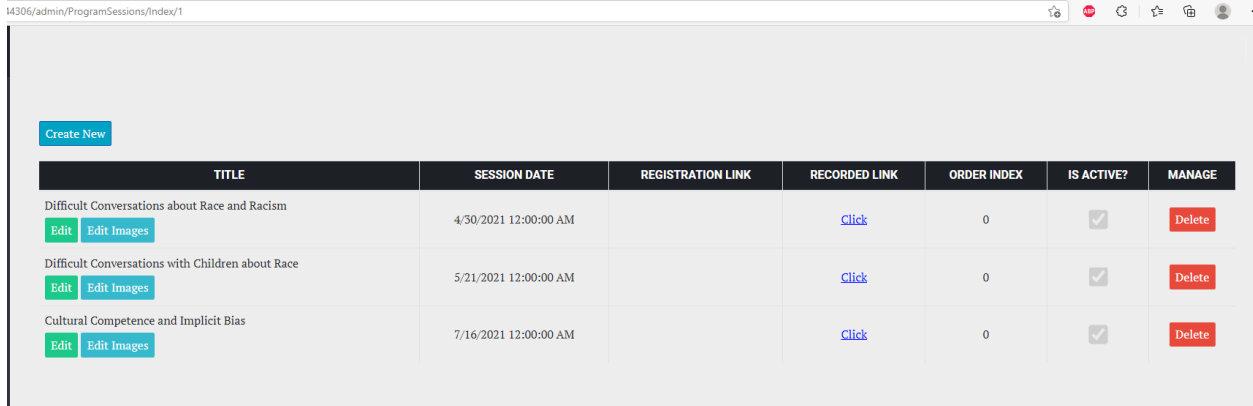 44306/admin/ProgramSessions/Index/1
ABP
Create New
TITLE SESSION DATE REGISTRATION LINK RECORDED LINK ORDER INDEX IS ACTIVE? MANAGE
Difficult Conversations about Race and Racism
Edit Edit Images 4/30/2021 12:00:00 AM Click 0 Delete
Difficult Conversations with Children about Race
Edit Edit Images 5/21/2021 12:00:00 AM Click 0 Delete
Cultural Competence and Implicit Bias
Edit Edit Images 7/16/2021 12:00:00 AM Click 0 Delete